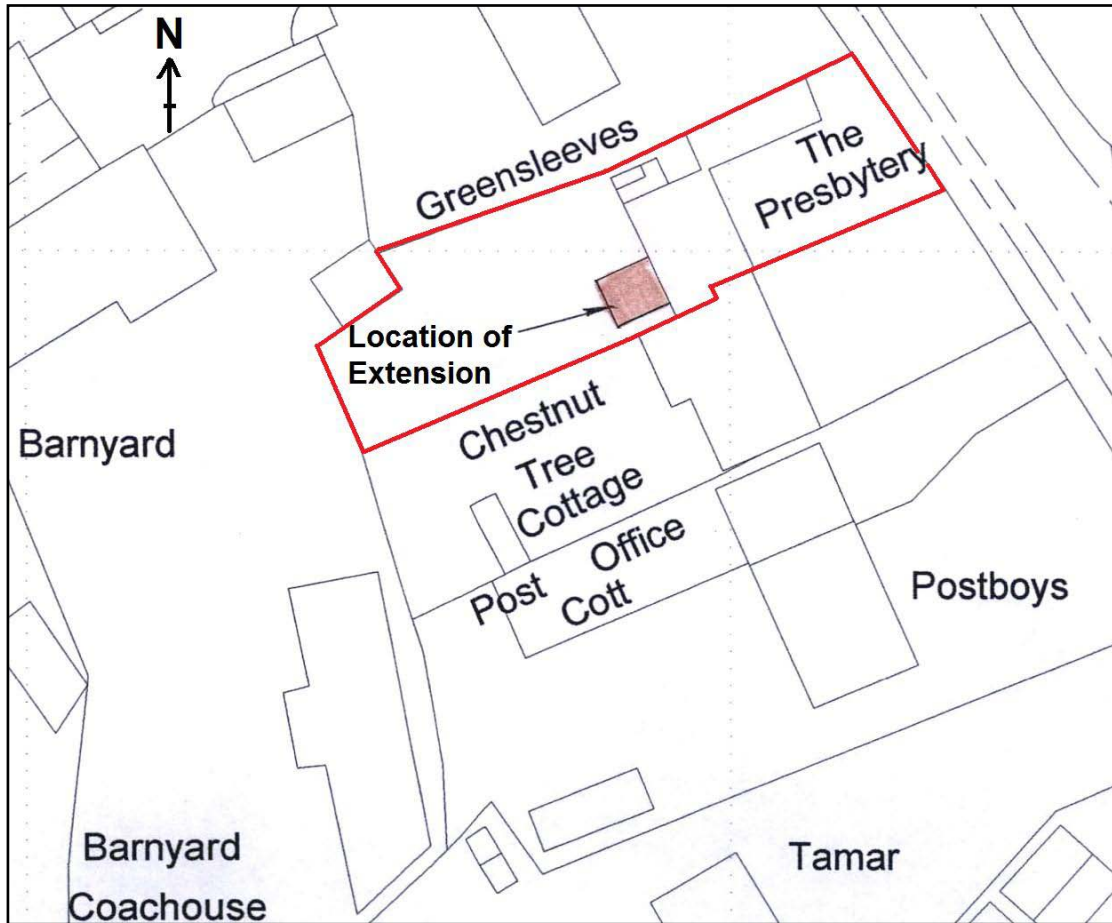 N
Greensleeves
The
Presbytery
Location of
Extension
Barnyard
Chestnut
Tree
Cottage
Post Office
Cott
Postboys
Barnyard
Coachouse
Tamar